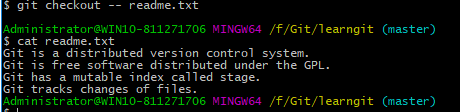 $ git checkout -- readme.txt
Administrator@WIN10-811271706 MINGW64 /f/Git/learngit (master)
$ cat readme.txt
Git is a distributed version control system.
Git is free software distributed under the GPL.
Git has a mutable index called stage.
Git tracks changes of files.
Administrator@WIN10-811271706 MINGW64 /f/Git/learngit (master)